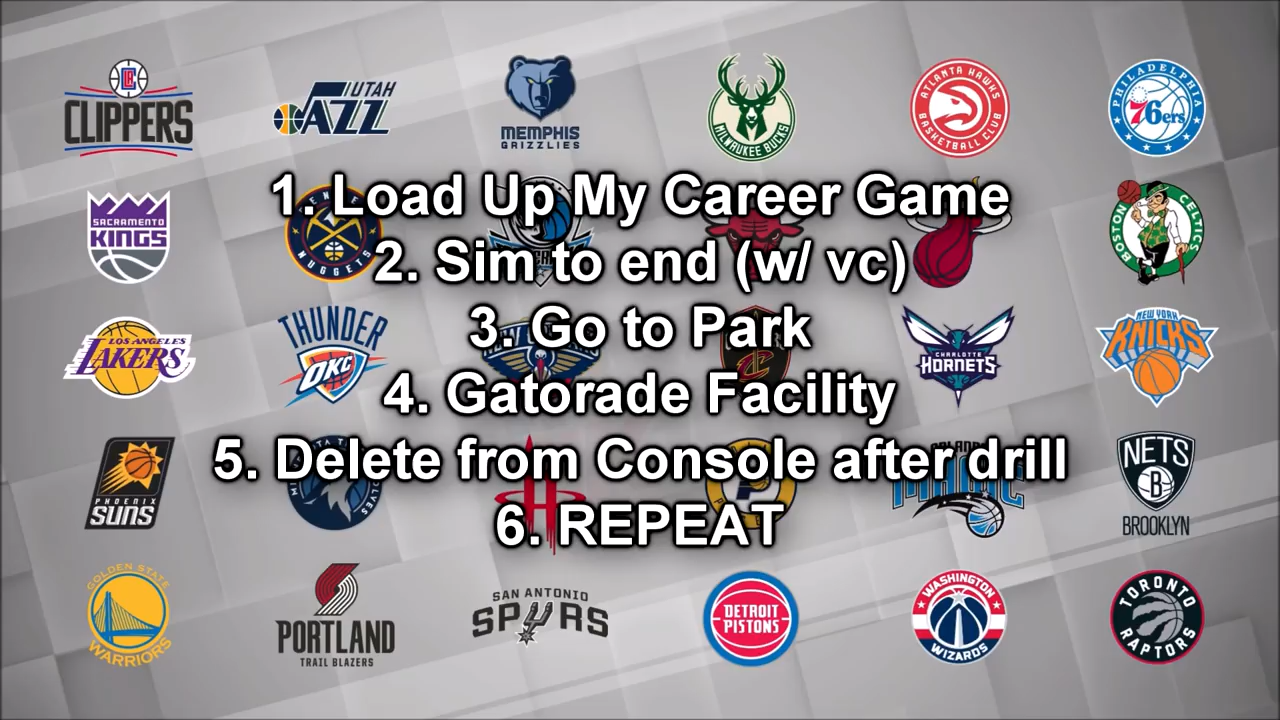 CLIPPERS
UTAH
JAZZ
MEMPHIS
GRIZZLIES
MILWAUKEE BUCKS
ATLANTA HAWKS
BASKETBALL CLUB
PHILADELPHIA
76ers
1. Load Up My Career Game
SACRAMENTO
KINGS
NUGGETS
BOSTON
CELTICS
2. Sim to end (w/ vc)
3. Go to Park
LOS ANGELES
LAKERS
THUNDER
OKC
CHARLOTTE
HORNETS
NEW YORK
KNICKS
4. Gatorade Facility
5. Delete from Console after drill
PHOENIX
SUNS
MAGIC
NETS
B
BROOKLYN
6. REPEAT
GOLDEN STATE
WARRIORS
PORTLAND
TRAIL BLAZERS
SAN ANTONIO
SPURS
DETROIT
PISTONS
WASHINGTON
WIZARDS
TORONTO
RAPTORS